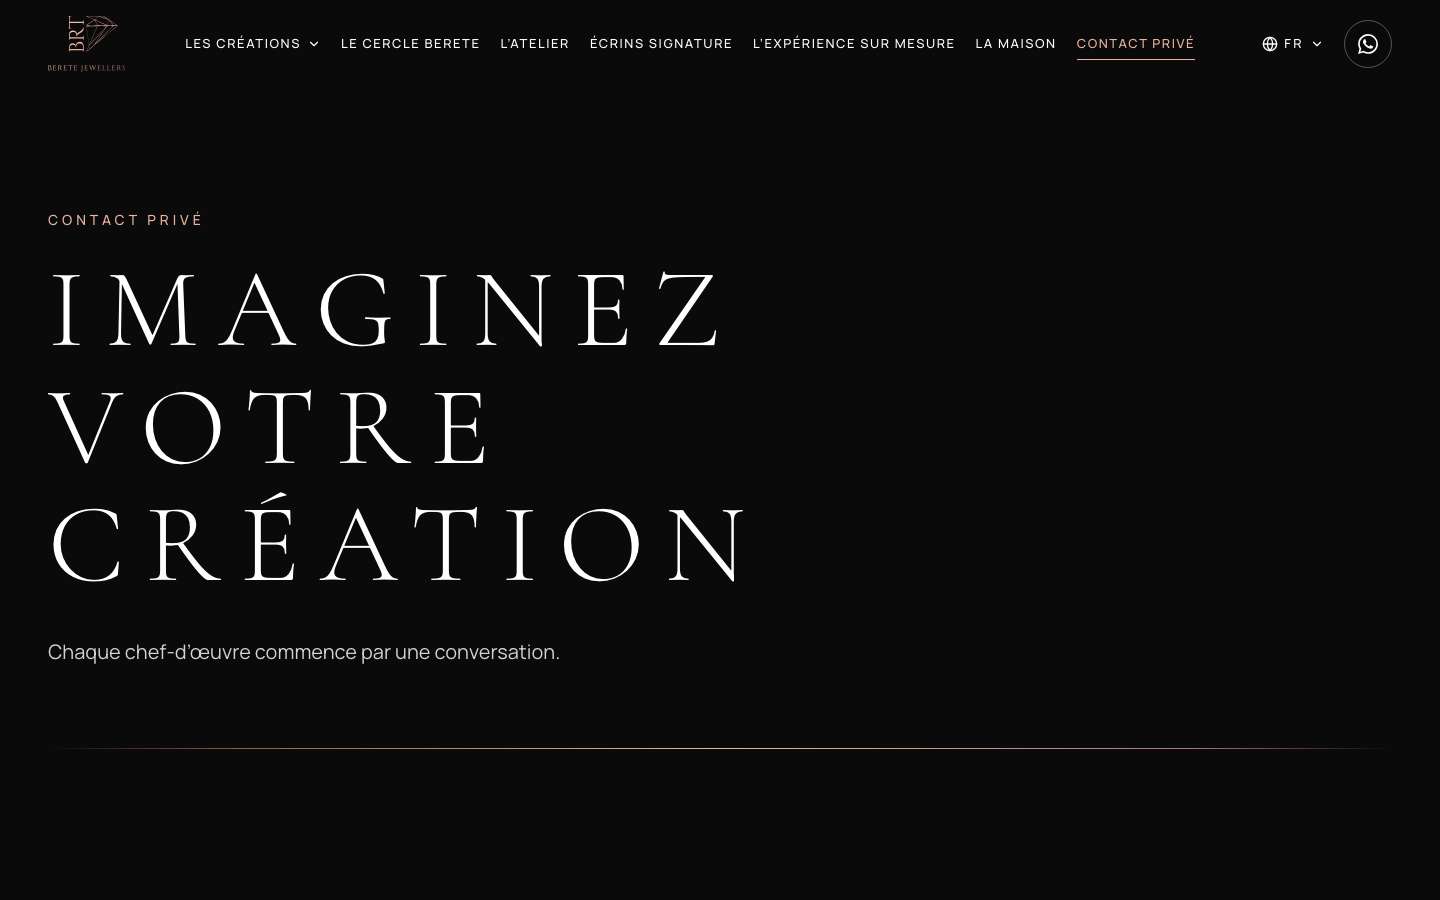 BRT
BERETE JEWELLERS
LES CRÉATIONS
LE CERCLE BERETE
L’ATELIER
ÉCRINS SIGNATURE
L’EXPÉRIENCE SUR MESURE
LA MAISON
CONTACT PRIVÉ
FR
CONTACT PRIVÉ
IMAGINEZ
VOTRE
CRÉATION
Chaque chef-d’œuvre commence par une conversation.